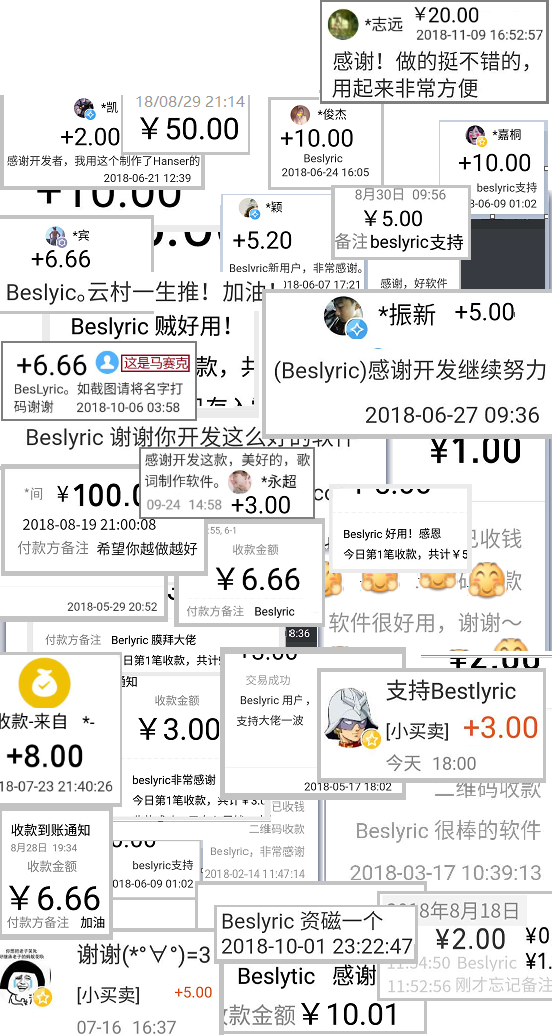 *志远
￥20.00
2018-11-09 16:52:57
感谢！做的挺不错的，
用起来非常方便
*凯
+2.00
感谢开发者，我用这个制作了Hanser的
2018-06-21 12:39
18/08/29 21:14
￥50.00
*俊杰
+10.00
Beslyric
2018-06-24 16:05
*嘉桐
+10.00
beslyric支持
8-06-09 01:02
+10.00
8月30日 09:56
￥5.00
备注 beslyric支持
*宾
+6.66
*颖
+5.20
Beslvric新用户，非常感谢。
2018-06-07 17:21
感谢，好软件
Beslyic。云村一生推！加油！
Beslyric 贼好用！
*振新 +5.00
(Beslyric)感谢开发继续努力
2018-06-27 09:36
+6.66 这是马赛克
BesLyric。如截图请将名字打
码谢谢 2018-10-06 03:58
款，共
Beslyric 谢谢你开发这么好的软件
￥1.00
感谢开发这款，美好的，歌
词制作软件。 *永超
09-24 14:58 +3.00
*间 ￥100.0
2018-08-19 21:00:08
付款方备注 希望你越做越好
2018-05-29 20:52
:55, 6-1
收款金额
￥6.66
付款方备注 Beslyric
Beslyric 好用！感恩
今日第1笔收款，共计￥5
已收钱
款
软件很好用，谢谢～
8:36
付款方备注 Berlyric 膜拜大佬
日第1笔收款，共计
￥2.00
收款-来自 *-
+8.00
18-07-23 21:40:26
通知
收款金额
￥3.00
beslyric非常感谢
今日第1笔收款，共计￥3.0
+3.00
交易成功
Beslyric 用户，
支持大佬一波
2018-05-17 18:02
支持Bestlyric
[小买卖] +3.00
今天 18:00
二维码收款
Beslyric 很棒的软件
2018-03-17 10:39:13
已收钱
二维码收款
Beslyric，非常感谢
2018-02-14 11:47:14
收款到账通知
8月28日 19:34
收款金额
￥6.66
付款方备注 加油
beslyric支持
018-06-09 01:02
Beslyric 资磁一个
2018-10-01 23:22:47
2018年8月18日
￥2.00
￥0
11:54:50 Beslyric ￥1.
11:52:56 刚才忘记备注
谢谢(*°∀°)=3
[小买卖] +5.00
07-16 16:37
Beslytic 感谢
款金额 ￥10.01